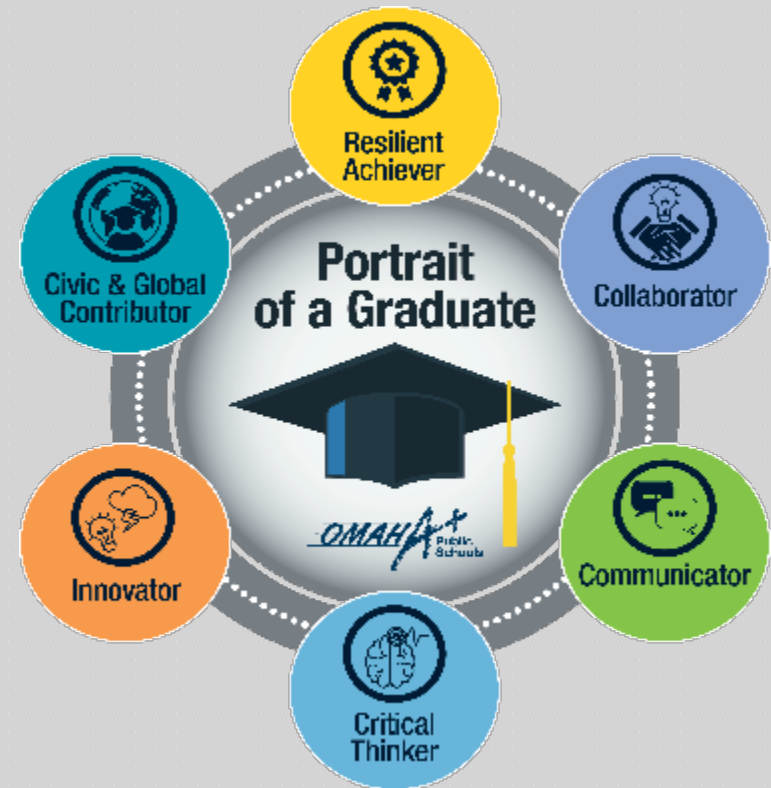 Resilient
Achiever
Civic & Global
Contributor
Collaborator
Portrait
of a Graduate
OMAHA+
Public
Schools
Innovator
Communicator
Critical
Thinker